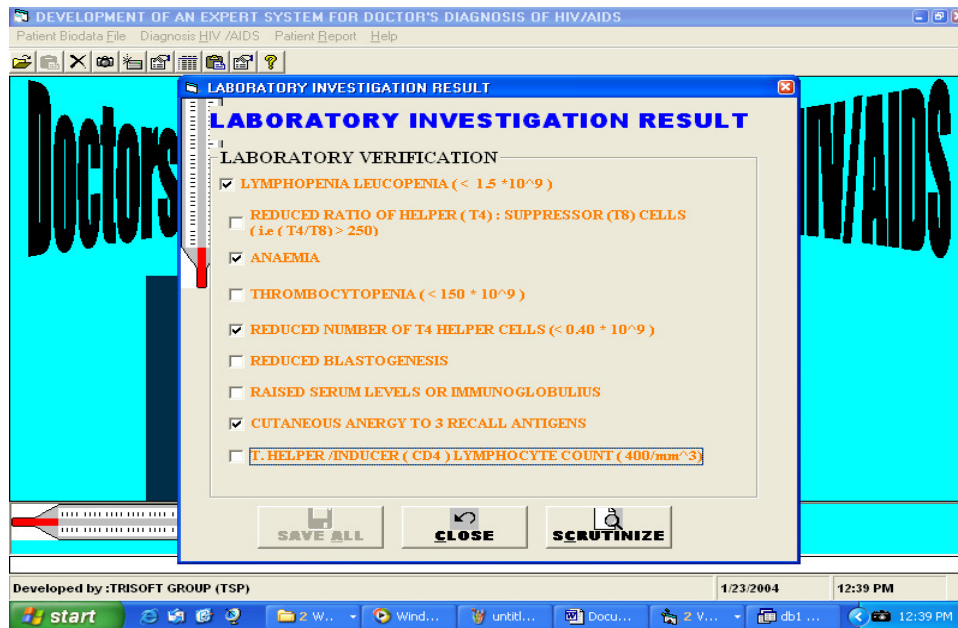 DEVELOPMENT OF AN EXPERT SYSTEM FOR DOCTOR'S DIAGNOSIS OF HIV/AIDS
Patient Biodata File Diagnosis HIV /AIDS Patient Report Help
Doctors
IV/AIDS
LABORATORY INVESTIGATION RESULT
LABORATORY INVESTIGATION RESULT
LABORATORY VERIFICATION
LYMPHOPENIA LEUCOPENIA ( < 1.5 *10^9 )
REDUCED RATIO OF HELPER ( T4) : SUPPRESSOR (T8) CELLS
( i.e ( T4/T8) > 250)
ANAEMIA
THROMBOCYTOPENIA ( < 150 * 10^9 )
REDUCED NUMBER OF T4 HELPER CELLS (< 0.40 * 10^9 )
REDUCED BLASTOGENESIS
RAISED SERUM LEVELS OR IMMUNOGLOBULIUS
CUTANEOUS ANERGY TO 3 RECALL ANTIGENS
T. HELPER /INDUCER ( CD4 ) LYMPHOCYTE COUNT ( 400/mm^3)
SAVE ALL CLOSE SCRUTINIZE
Developed by :TRISOFT GROUP (TSP) 1/23/2004 12:39 PM
start 2 W... Wind... untitl... Docu... 2 V... db1 ... 12:39 PM